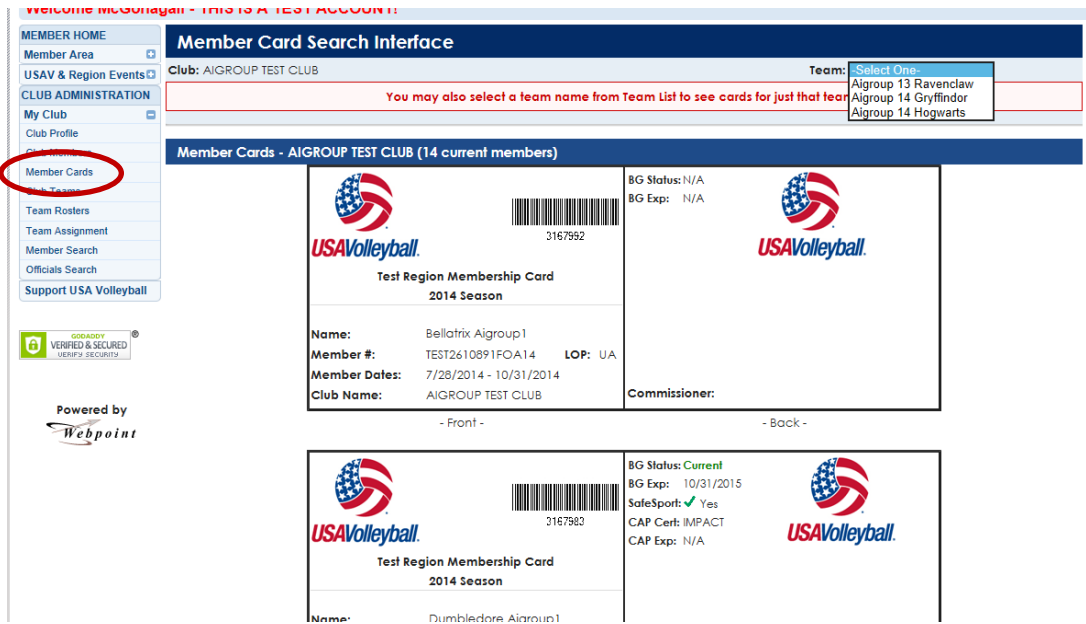 Welcome McGonagall - THIS IS A TEST ACCOUNT!
MEMBER HOME
Member Area
USAV & Region Events
CLUB ADMINISTRATION
My Club
Club Profile
Club Members
Member Cards
Club Teams
Team Rosters
Team Assignment
Member Search
Officials Search
Support USA Volleyball
GODADDY
VERIFIED & SECURED
VERIFY SECURITY
®
Powered by
Webpoint
Member Card Search Interface
Club: AIGROUP TEST CLUB
Team: -Select One-
Aigroup 13 Ravenclaw
Aigroup 14 Gryffindor
Aigroup 14 Hogwarts
You may also select a team name from Team List to see cards for just that tear
Member Cards - AIGROUP TEST CLUB (14 current members)
USAVolleyball.
3167992
Test Region Membership Card
2014 Season
Name: Bellatrix Aigroup1
Member #: TEST2610891FOA14 LOP: UA
Member Dates: 7/28/2014 - 10/31/2014
Club Name: AIGROUP TEST CLUB
BG Status: N/A
BG Exp: N/A
USAVolleyball.
Commissioner:
- Front -
- Back -
USAVolleyball.
3167983
Test Region Membership Card
2014 Season
Name: Dumbledore Aigroup1
BG Status: Current
BG Exp: 10/31/2015
SafeSport: ✔ Yes
CAP Cert: IMPACT
CAP Exp: N/A
USAVolleyball.